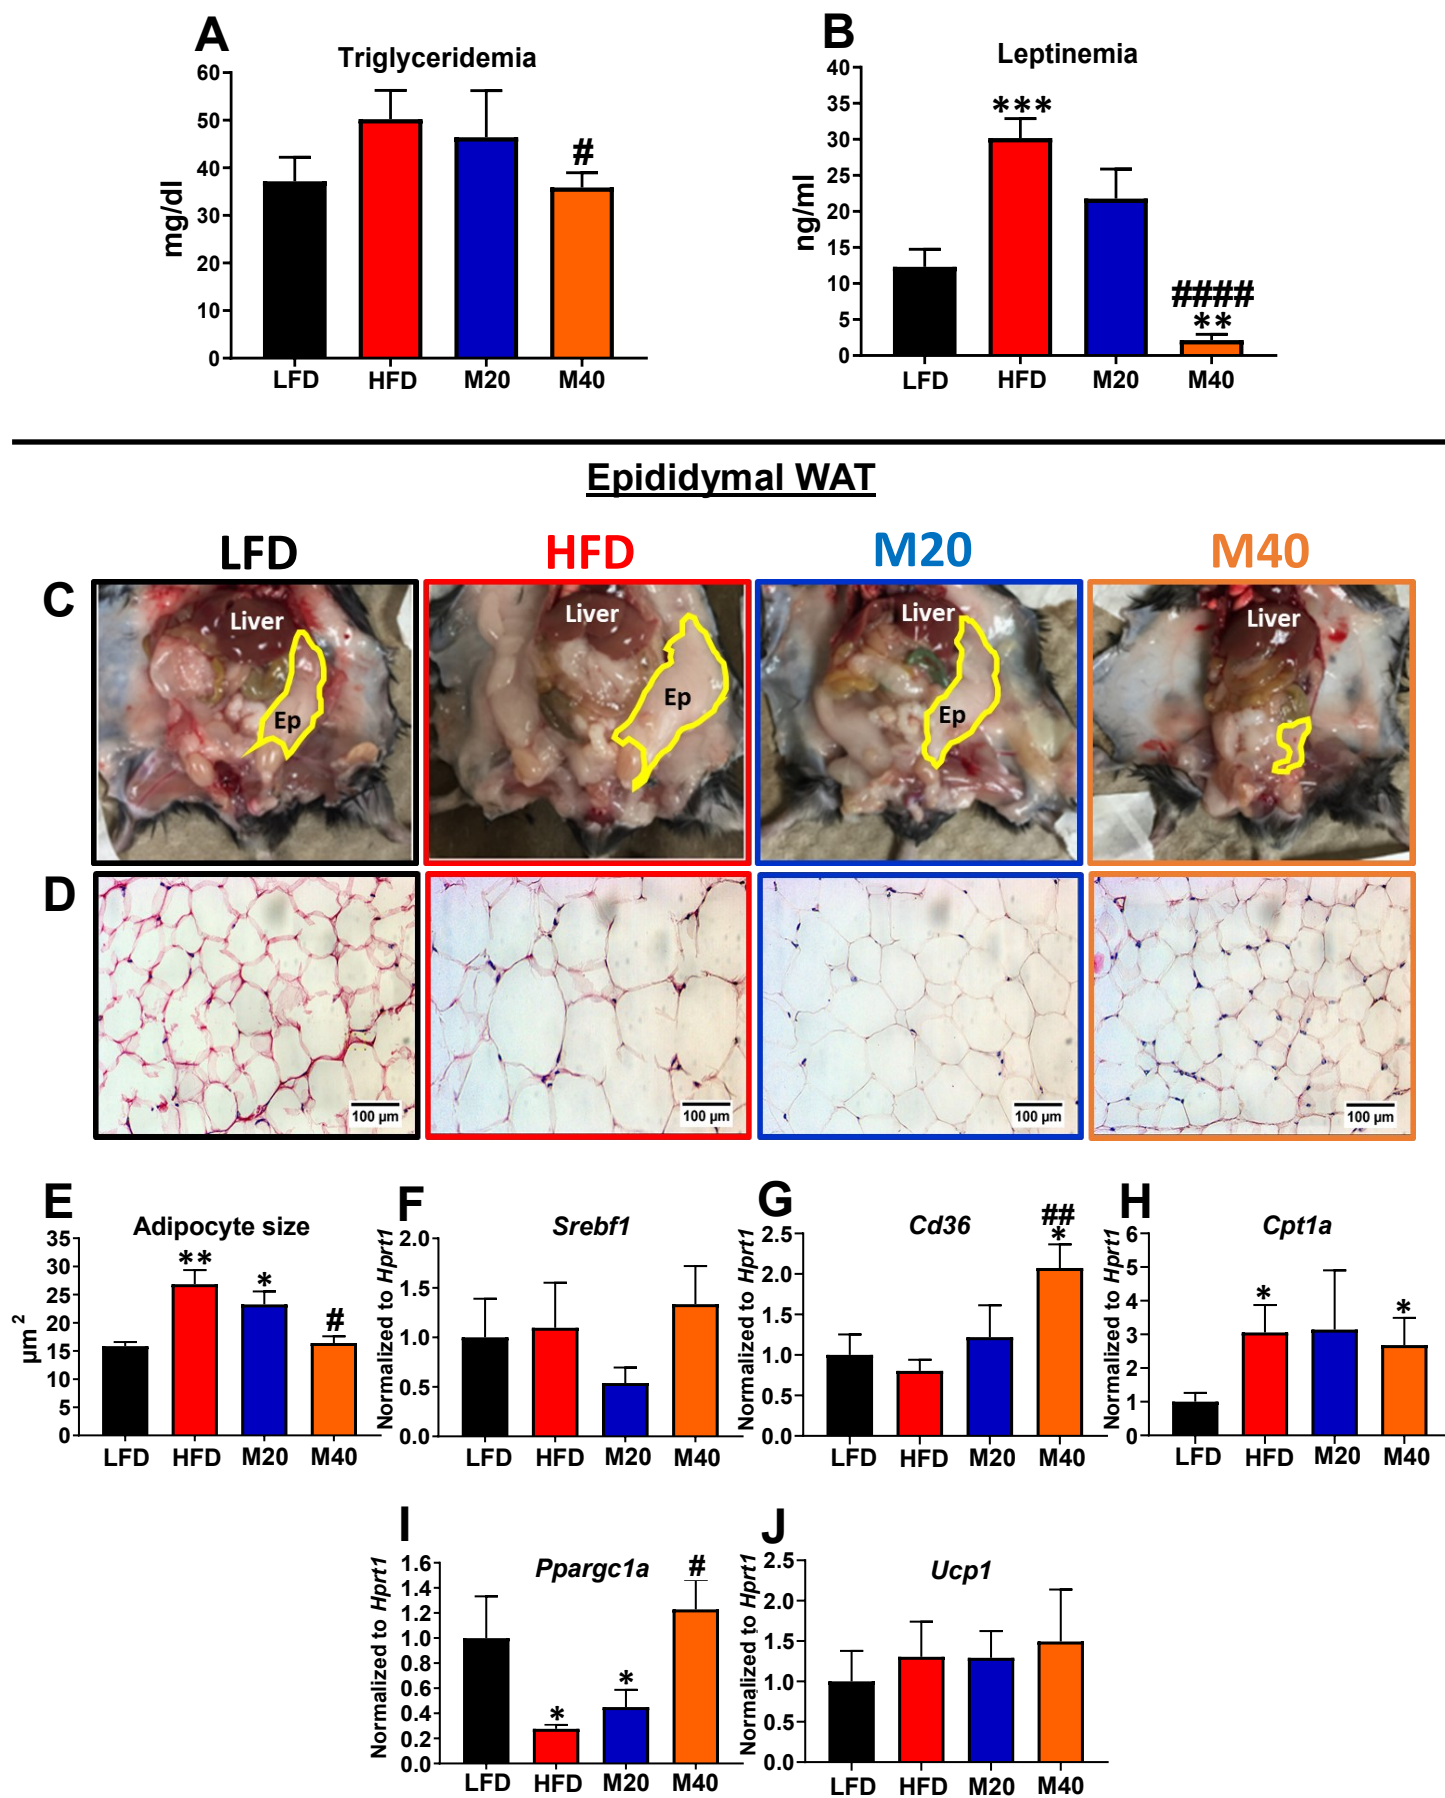 A
Triglyceridemia
mg/dl
60
50
40
30
20
10
0
#
LFD HFD M20 M40
B
Leptinemia
ng/ml
40
35
30
25
20
15
10
5
0
***
####
**
LFD HFD M20 M40
Epididymal WAT
LFD HFD M20 M40
C
Liver
Ep
Liver
Ep
Liver
Ep
Liver
D
100 µm
100 µm
100 µm
100 µm
E
Adipocyte size
µm2
35
30
25
20
15
10
5
0
**
*
#
LFD HFD M20 M40
F
Srebf1
Normalized to Hprt1
2.0
1.5
1.0
0.5
0.0
LFD HFD M20 M40
G
Cd36
Normalized to Hprt1
2.5
2.0
1.5
1.0
0.5
0.0
##
*
LFD HFD M20 M40
H
Cpt1a
Normalized to Hprt1
6
5
4
3
2
1
0
*
*
LFD HFD M20 M40
I
Ppargc1a
Normalized to Hprt1
1.6
1.4
1.2
1.0
0.8
0.6
0.4
0.2
0.0
*
*
#
LFD HFD M20 M40
J
Ucp1
Normalized to Hprt1
2.5
2.0
1.5
1.0
0.5
0.0
LFD HFD M20 M40